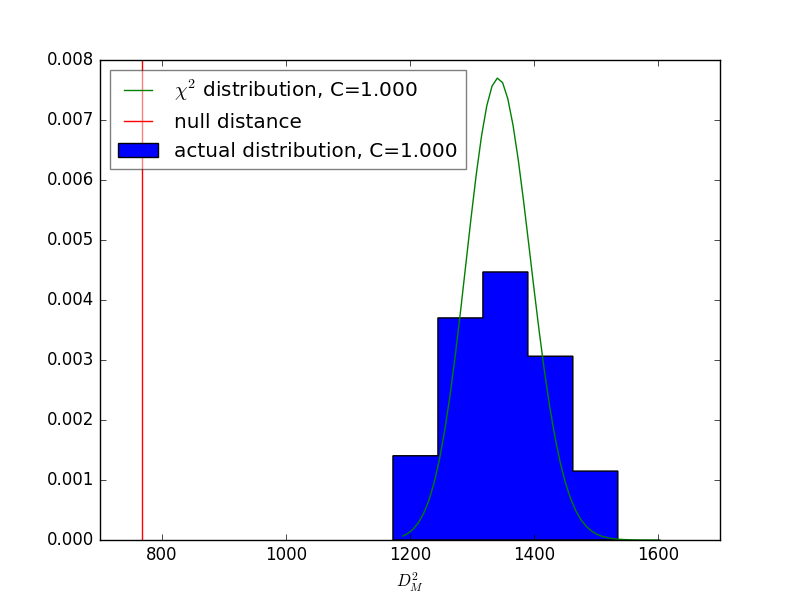 0.008
0.007
0.006
0.005
0.004
0.003
0.002
0.001
0.000
χ² distribution, C=1.000
null distance
actual distribution, C=1.000
800 1000 1200 1400 1600
D²_M